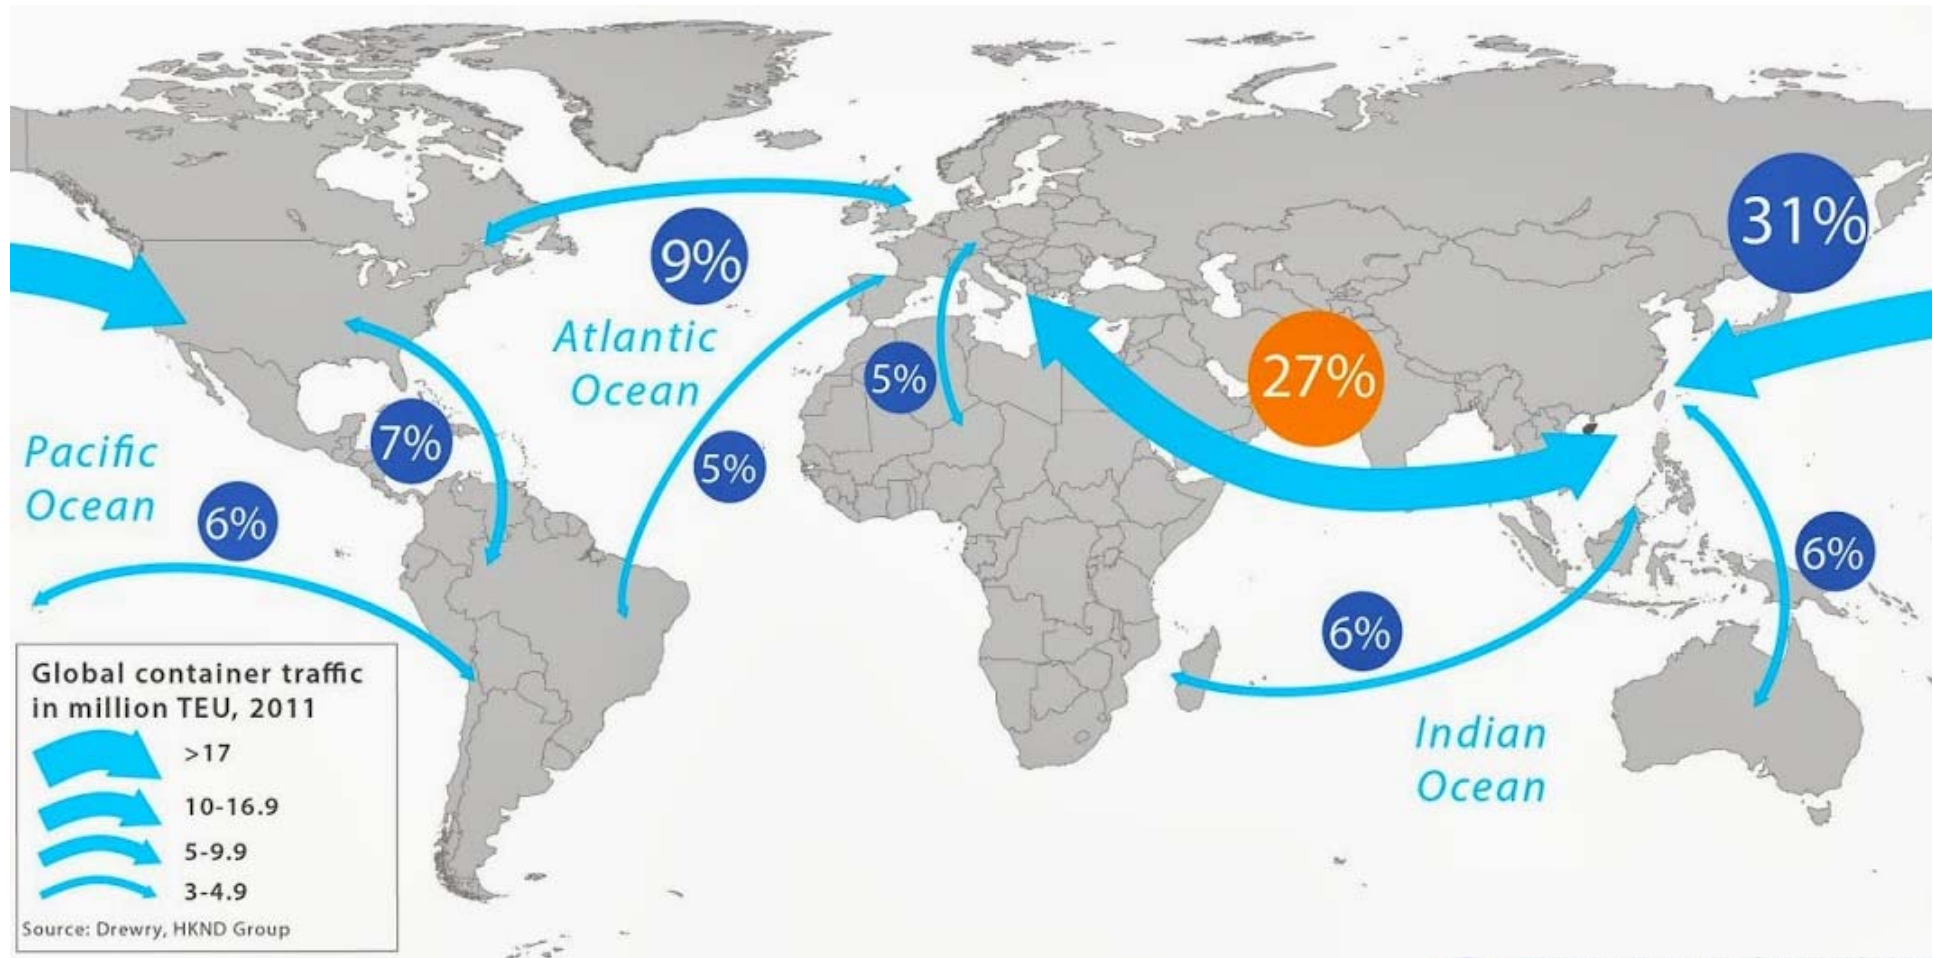 31%
9%
27%
Atlantic
Ocean
5%
7%
5%
Pacific
Ocean
6%
6%
6%
Indian
Ocean
Global container traffic
in million TEU, 2011
>17
10-16.9
5-9.9
3-4.9
Source: Drewry, HKND Group